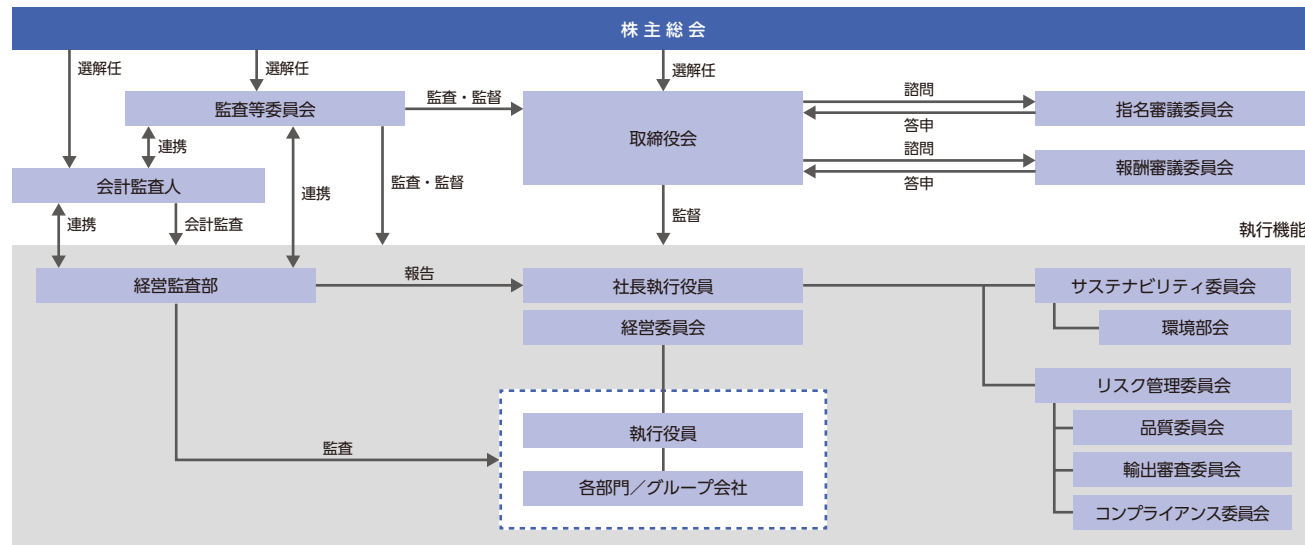 株主総会
選解任
選解任
選解任
監査等委員会
監査・監督
取締役会
諮問
答申
指名審議委員会
連携
諮問
答申
報酬審議委員会
会計監査人
連携
監査・監督
連携
会計監査
監督
執行機能
経営監査部
報告
社長執行役員
サステナビリティ委員会
経営委員会
環境部会
リスク管理委員会
執行役員
品質委員会
監査
輸出審査委員会
各部門／グループ会社
コンプライアンス委員会